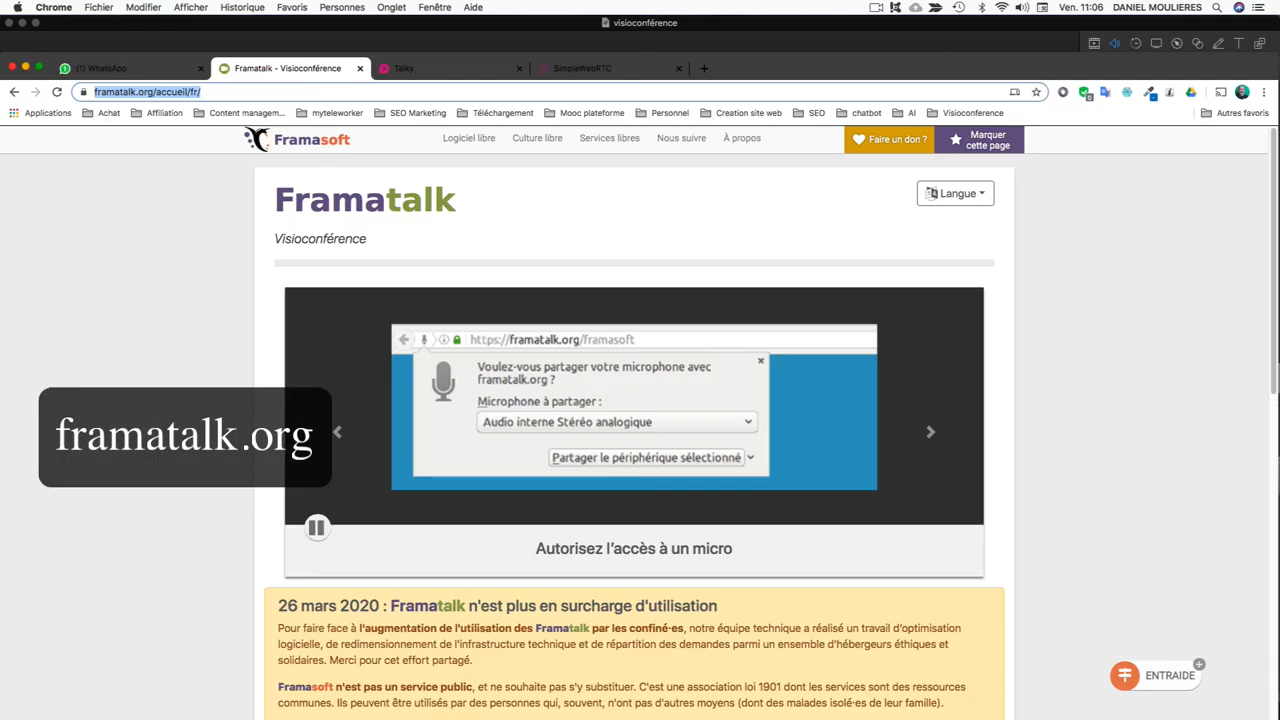 Chrome Fichier Modifier Afficher Historique Favoris Personnes Onglet Fenêtre Aide Ven. 11:06 DANIEL MOULIERES
visioconférence
(1) WhatsApp Framatalk - Visioconférence Talky SimpleWebRTC
framatalk.org/accueil/fr/
Applications Achat Affiliation Content managem... myteleworker SEO Marketing Téléchargement Mooc plateforme Personnel Creation site web SEO chatbot AI Visioconference Autres favoris
Framasoft Logiciel libre Culture libre Services libres Nous suivre À propos Faire un don ? Marquer cette page
Framatalk
Langue
Visioconférence
https://framatalk.org/framasoft
Voulez-vous partager votre microphone avec
framatalk.org ?
Microphone à partager :
Audio interne Stéréo analogique
Partager le périphérique sélectionné
framatalk.org
Autorisez l'accès à un micro
26 mars 2020 : Framatalk n'est plus en surcharge d'utilisation
Pour faire face à l'augmentation de l'utilisation des Framatalk par les confiné·es, notre équipe technique a réalisé un travail d'optimisation
logicielle, de redimensionnement de l'infrastructure technique et de répartition des demandes parmi un ensemble d'hébergeurs éthiques et
solidaires. Merci pour cet effort partagé.
Framasoft n'est pas un service public, et ne souhaite pas s'y substituer. C'est une association loi 1901 dont les services sont des ressources
communes. Ils peuvent être utilisés par des personnes qui, souvent, n'ont pas d'autres moyens (dont des malades isolé·es de leur famille).
ENTRAIDE